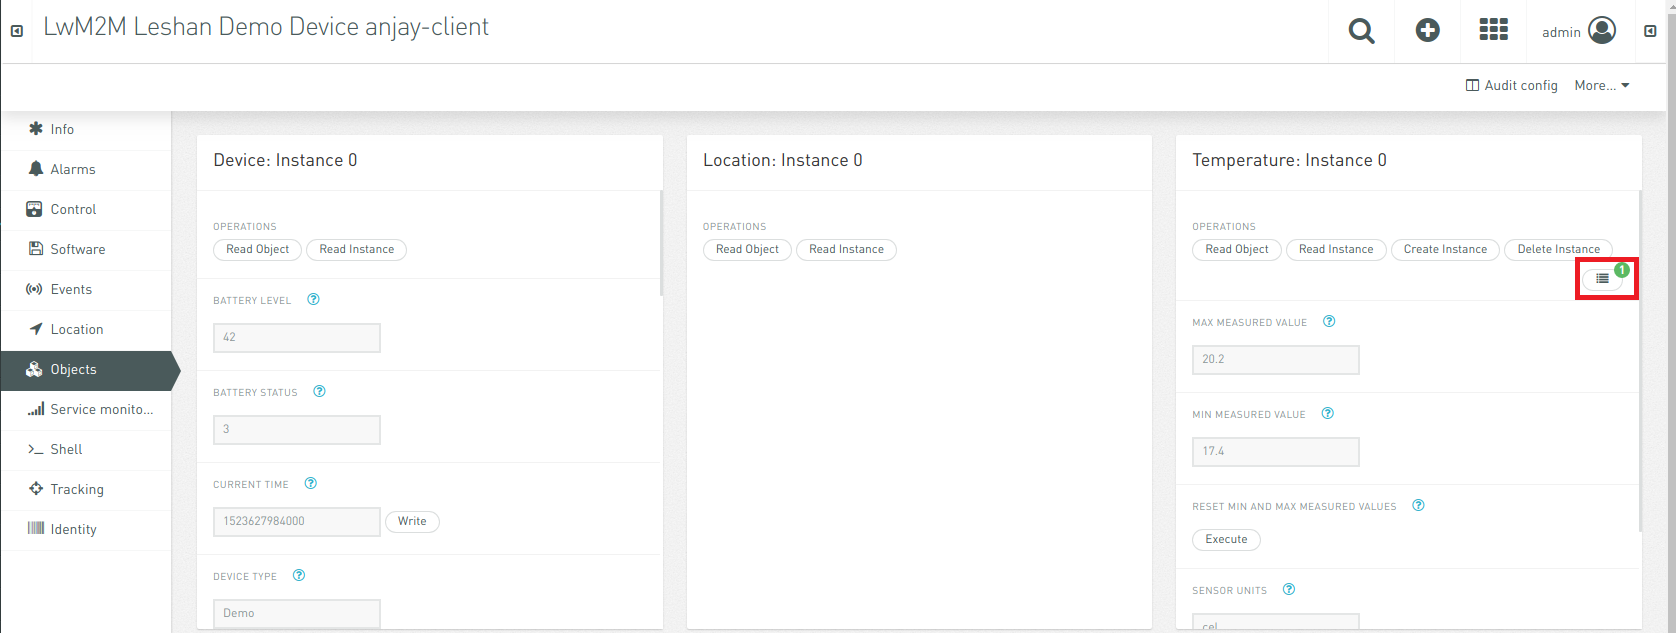 LwM2M Leshan Demo Device anjay-client
admin
Audit config
More...
Info
Alarms
Control
Software
Events
Location
Objects
Service monito...
Shell
Tracking
Identity
Device: Instance 0
OPERATIONS
Read Object Read Instance
BATTERY LEVEL
42
BATTERY STATUS
3
CURRENT TIME
1523627984000 Write
DEVICE TYPE
Demo
Location: Instance 0
OPERATIONS
Read Object Read Instance
Temperature: Instance 0
OPERATIONS
Read Object Read Instance Create Instance Delete Instance
1
MAX MEASURED VALUE
20.2
MIN MEASURED VALUE
17.4
RESET MIN AND MAX MEASURED VALUES
Execute
SENSOR UNITS
cel